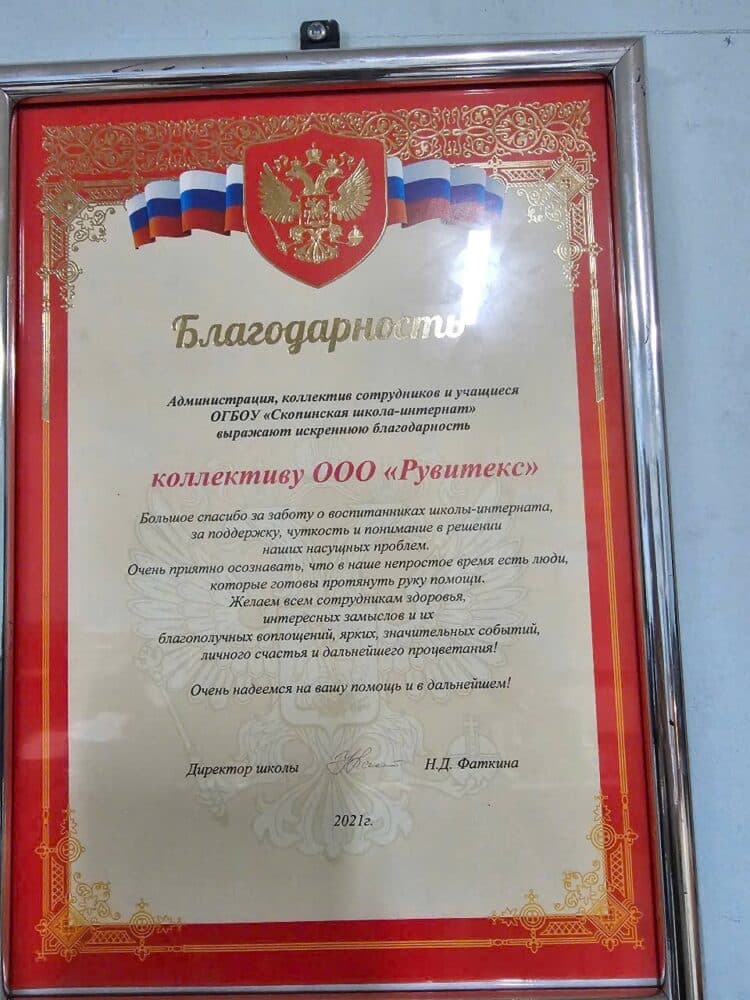 Благодарность
Администрация, коллектив сотрудников и учащиеся
ОГБОУ «Скопинская школа-интернат»
выражают искреннюю благодарность
коллективу ООО «Рувитекс»
Большое спасибо за заботу о воспитанниках школы-интерната,
за поддержку, чуткость и понимание в решении
наших насущных проблем.
Очень приятно осознавать, что в наше непростое время есть люди,
которые готовы протянуть руку помощи.
Желаем всем сотрудникам здоровья,
интересных замыслов и их
благополучных воплощений, ярких, значительных событий,
личного счастья и дальнейшего процветания!
Очень надеемся на вашу помощь и в дальнейшем!
Директор школы Н.Д. Фаткина
2021г.